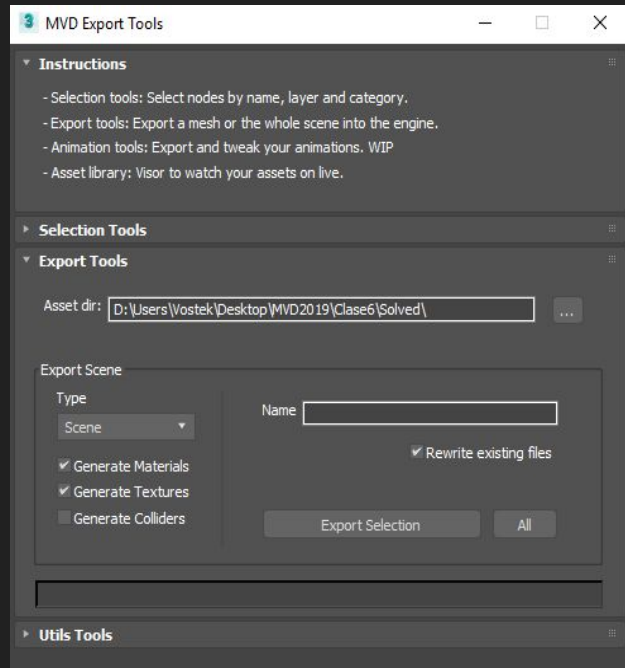 MVD Export Tools
Instructions
- Selection tools: Select nodes by name, layer and category.
- Export tools: Export a mesh or the whole scene into the engine.
- Animation tools: Export and tweak your animations. WIP
- Asset library: Visor to watch your assets on live.
Selection Tools
Export Tools
Asset dir: D:\Users\Vostek\Desktop\MVD2019\Clase6\Solved\ ...
Export Scene
Type
Scene
Name
Rewrite existing files
Generate Materials
Generate Textures
Generate Colliders
Export Selection All
Utils Tools